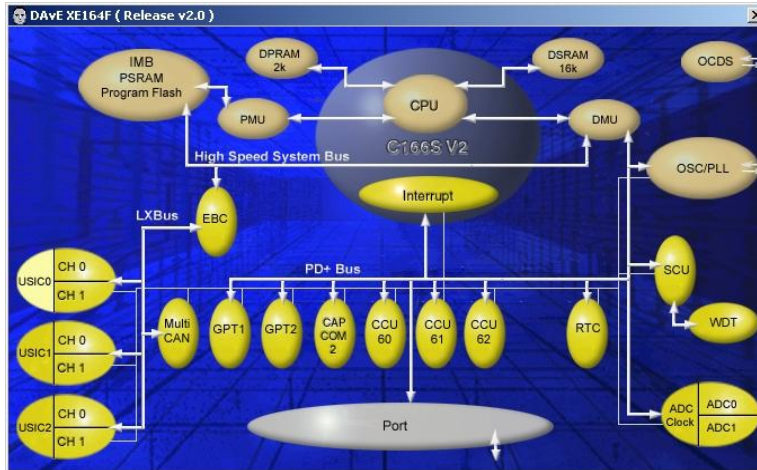 DAvE XE164F ( Release v2.0 )
IMB
PSRAM
Program Flash
DPRAM
2k
DSRAM
16k
OCDS
CPU
PMU
DMU
C166S V2
High Speed System Bus
OSC/PLL
Interrupt
LXBus
EBC
PD+ Bus
USIC0
CH 0
CH 1
SCU
Multi
CAN
GPT1
GPT2
CAP
COM
2
CCU
60
CCU
61
CCU
62
RTC
WDT
USIC1
CH 0
CH 1
USIC2
CH 0
CH 1
Port
ADC
Clock
ADC0
ADC1